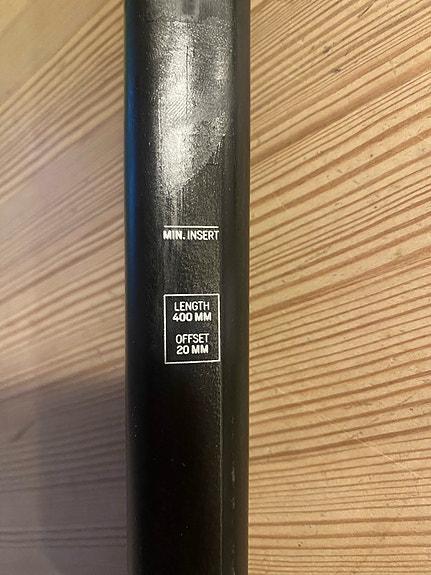 MIN. INSERT
LENGTH
400 MM
OFFSET
20 MM